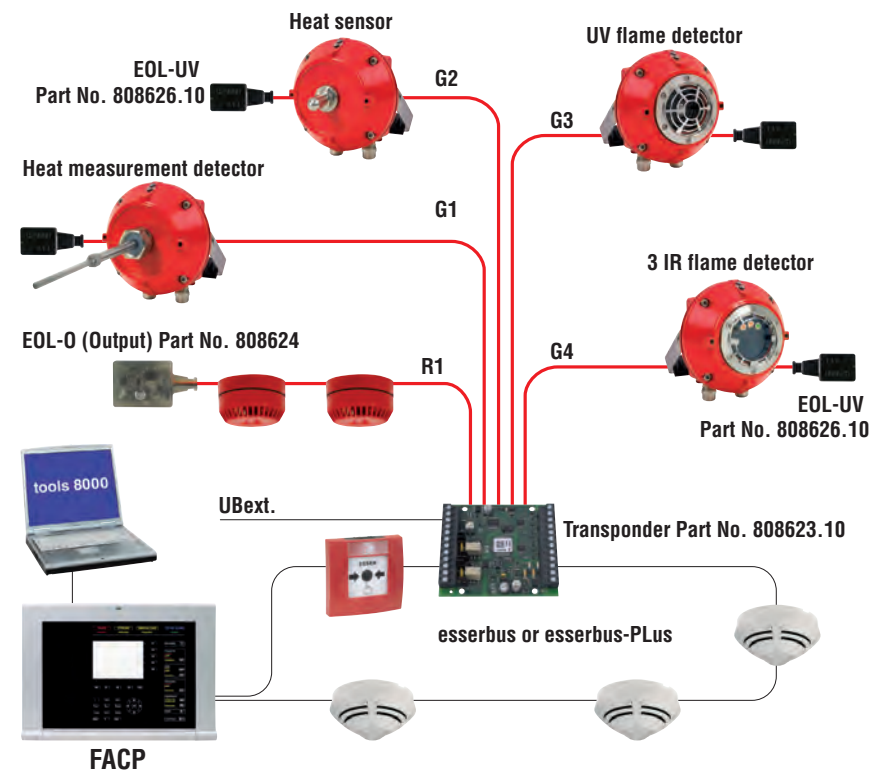 Heat sensor
UV flame detector
EOL-UV
Part No. 808626.10
G2
G3
Heat measurement detector
G1
3 IR flame detector
EOL-O (Output) Part No. 808624
R1
G4
EOL-UV
Part No. 808626.10
tools 8000
UBext.
Transponder Part No. 808623.10
esserbus or esserbus-PLus
FACP